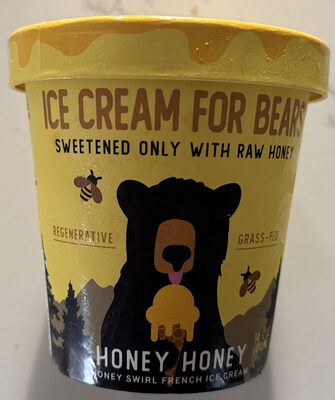 ICE CREAM FOR BEARS
SWEETENED ONLY WITH RAW HONEY
REGENERATIVE
GRASS-FED
HONEY HONEY
HONEY SWIRL FRENCH ICE CREAM